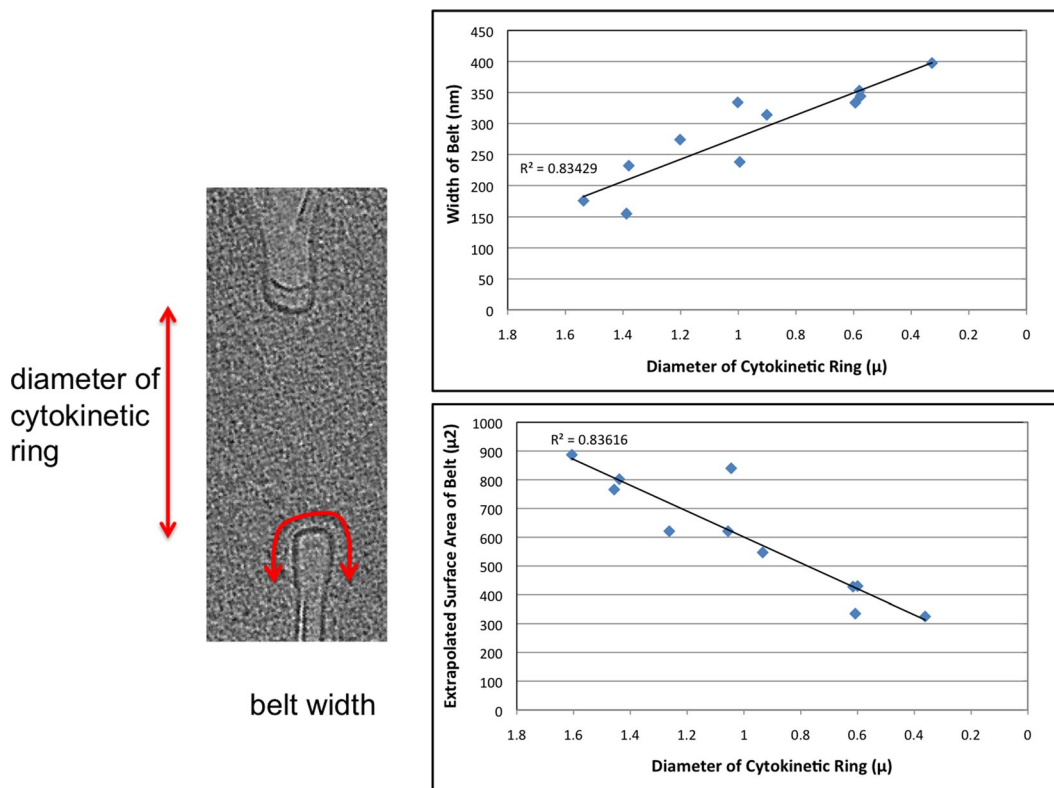 diameter of
cytokinetic
ring
belt width
450
400
350
300
250
200
150
100
50
0
Width of Belt (nm)
R² = 0.83429
1.8 1.6 1.4 1.2 1 0.8 0.6 0.4 0.2 0
Diameter of Cytokinetic Ring (μ)
1000
900
800
700
600
500
400
300
200
100
0
Extrapolated Surface Area of Belt (μ2)
R² = 0.83616
1.8 1.6 1.4 1.2 1 0.8 0.6 0.4 0.2 0
Diameter of Cytokinetic Ring (μ)